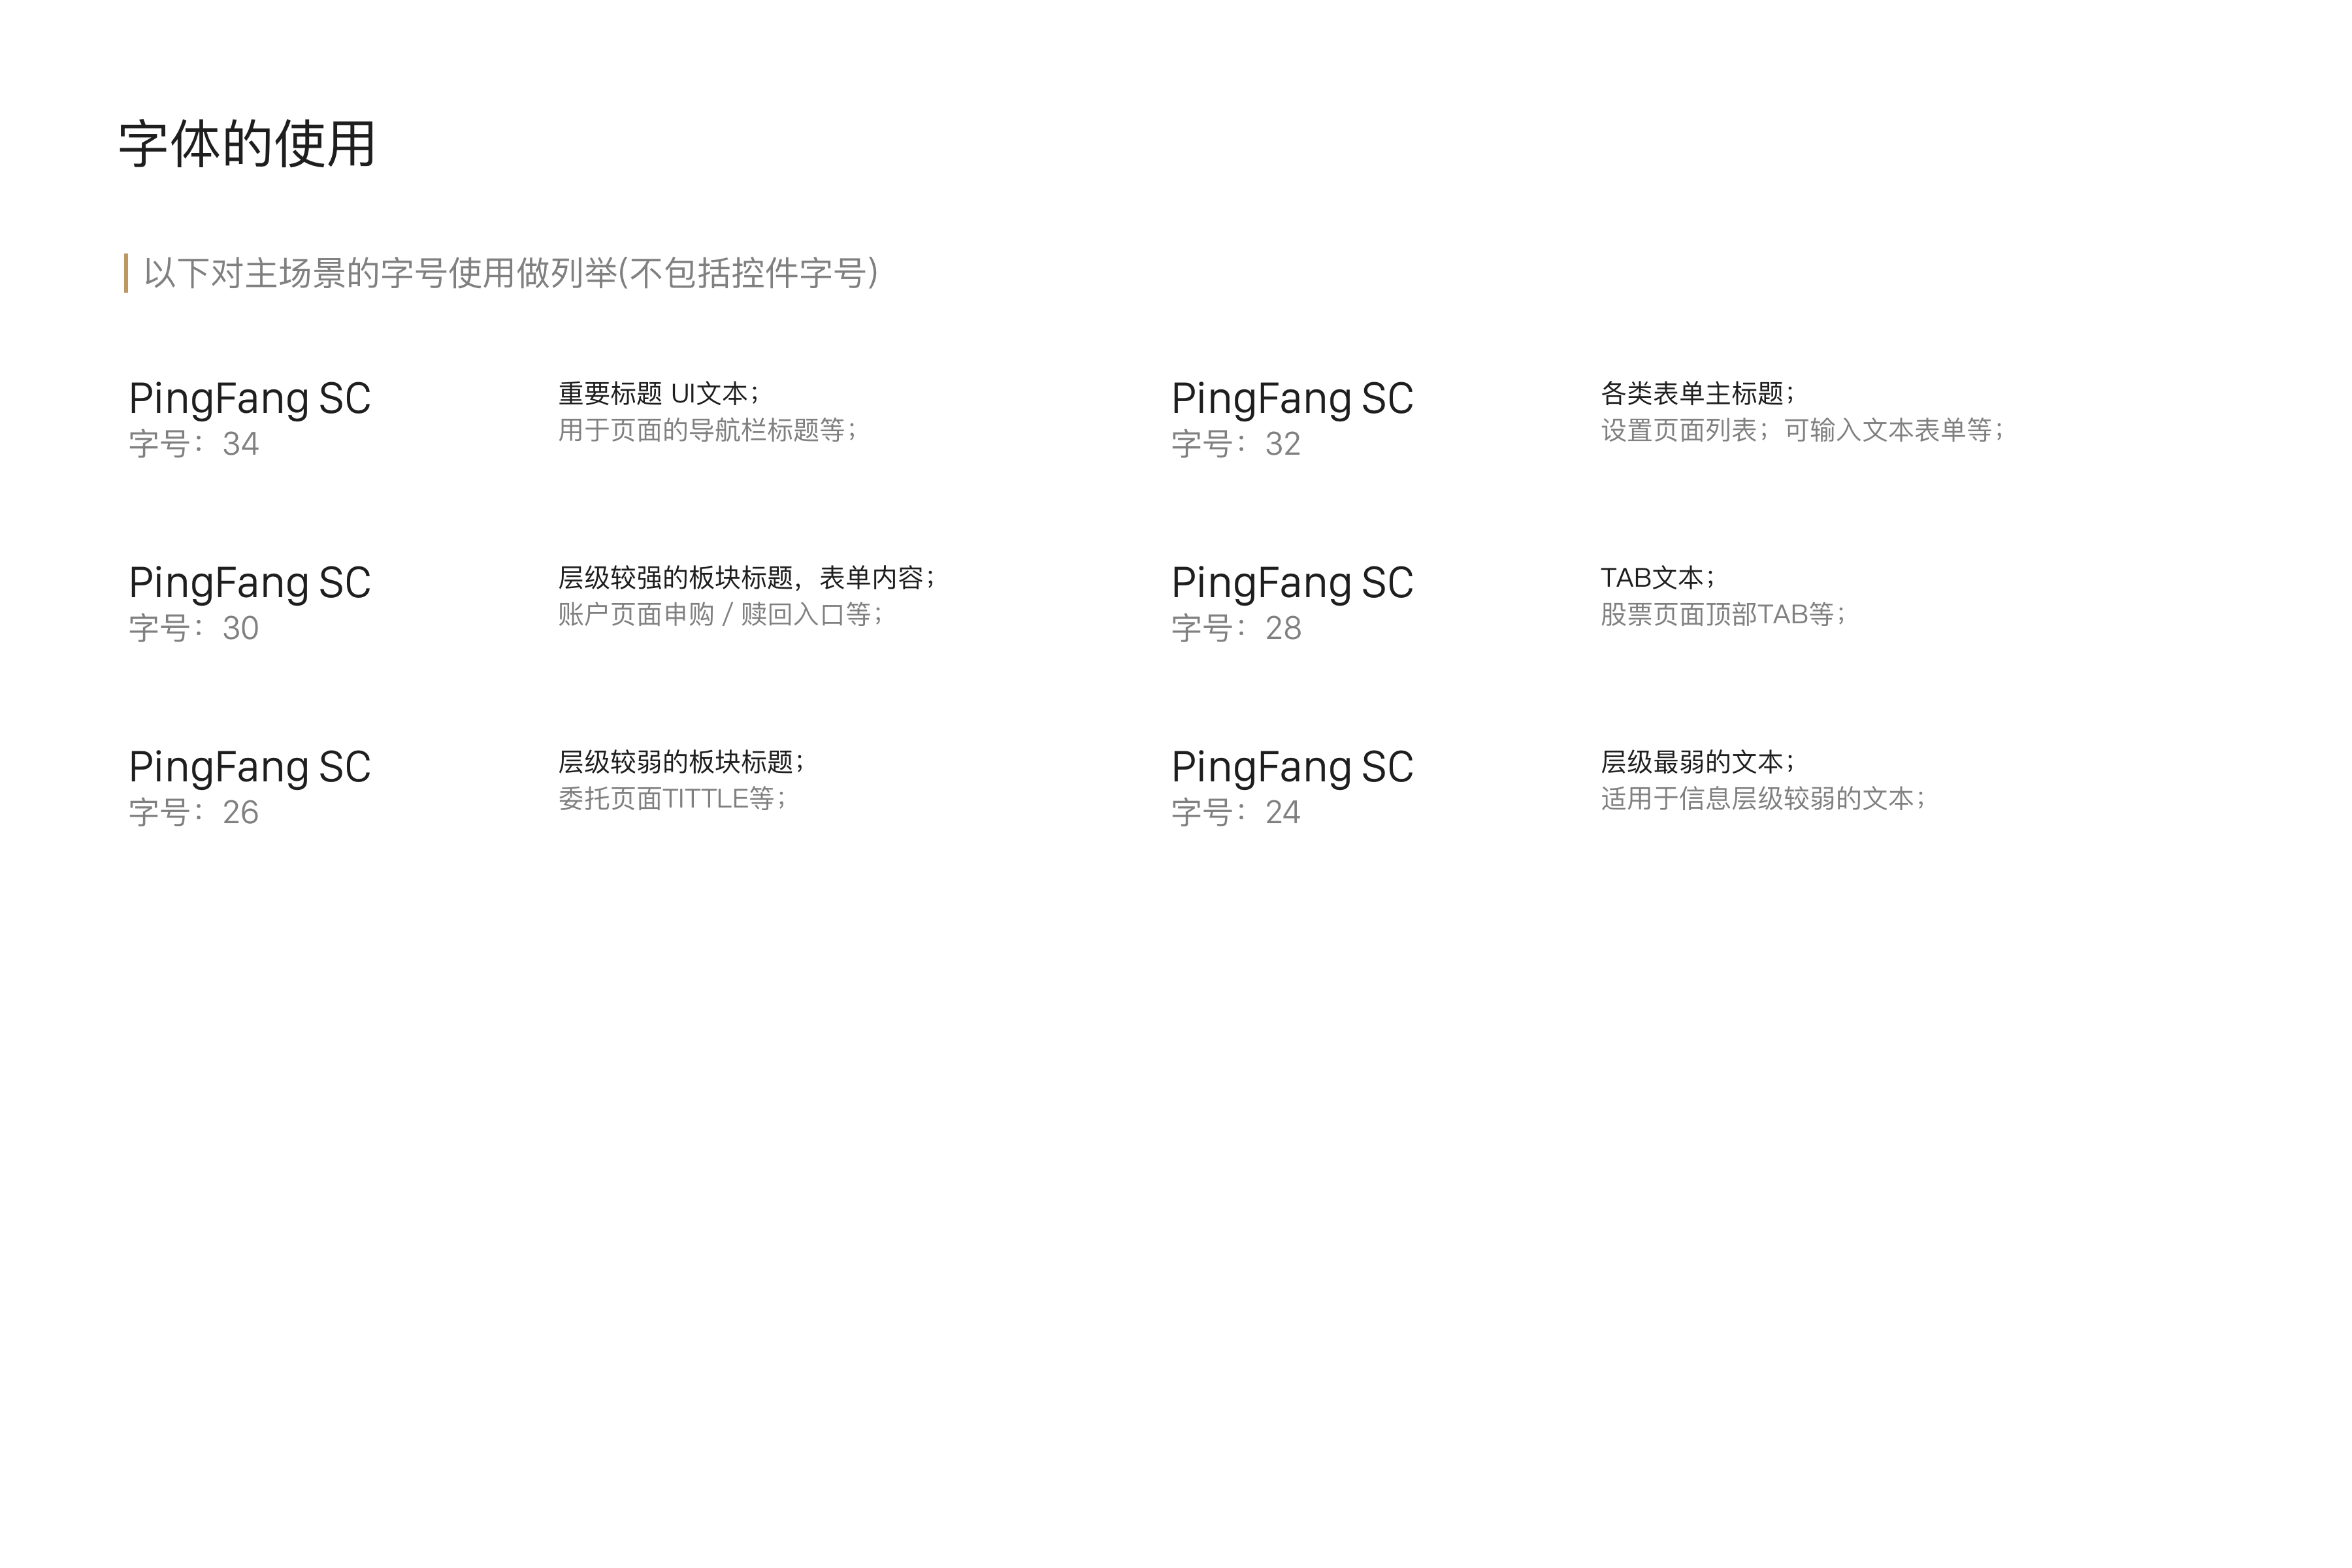 字体的使用
以下对主场景的字号使用做列举(不包括控件字号)
PingFang SC
字号：34
重要标题 UI文本；
用于页面的导航栏标题等；
PingFang SC
字号：32
各类表单主标题；
设置页面列表；可输入文本表单等；
PingFang SC
字号：30
层级较强的板块标题，表单内容；
账户页面申购 / 赎回入口等；
PingFang SC
字号：28
TAB文本；
股票页面顶部TAB等；
PingFang SC
字号：26
层级较弱的板块标题；
委托页面TITTLE等；
PingFang SC
字号：24
层级最弱的文本；
适用于信息层级较弱的文本；